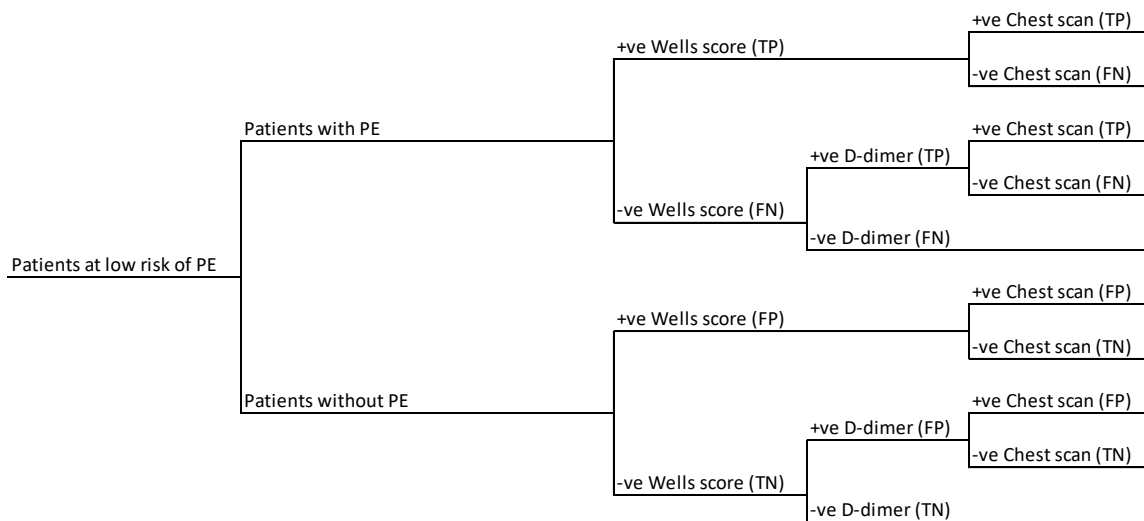 +ve Chest scan (TP)
+ve Wells score (TP)
-ve Chest scan (FN)
Patients with PE
+ve Chest scan (TP)
+ve D-dimer (TP)
-ve Chest scan (FN)
-ve Wells score (FN)
-ve D-dimer (FN)
Patients at low risk of PE
+ve Chest scan (FP)
+ve Wells score (FP)
-ve Chest scan (TN)
Patients without PE
+ve Chest scan (FP)
+ve D-dimer (FP)
-ve Chest scan (TN)
-ve Wells score (TN)
-ve D-dimer (TN)